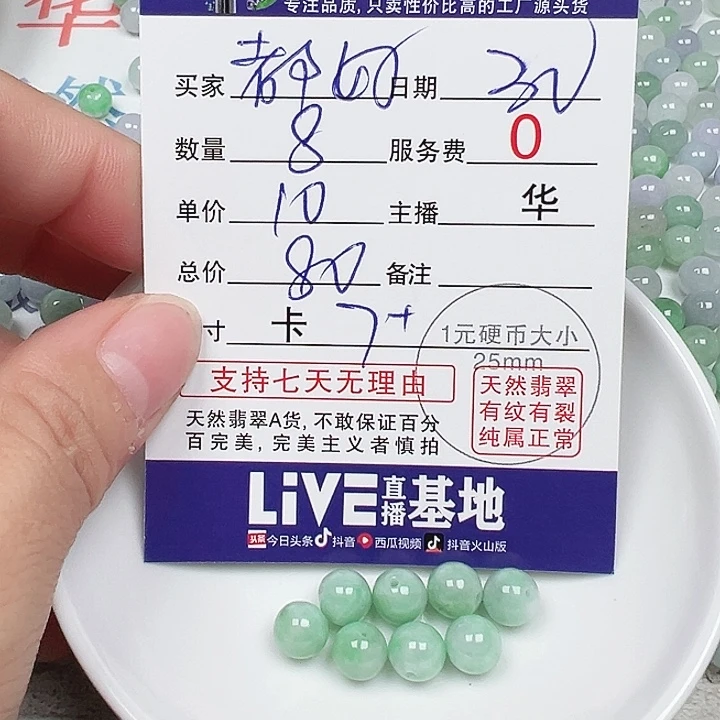 华
专注品质,只卖性价比高的工厂源头货
买家 日期 30
数量 8 服务费 0
单价 10 主播 华
总价 80 备注
寸 卡 7+
1元硬币大小
25mm
支持七天无理由
天然翡翠A货,不敢保证百分
百完美,完美主义者慎拍
天然翡翠
有纹有裂
纯属正常
LiVE直播基地
头条 今日头条 抖音 西瓜视频 抖音火山版